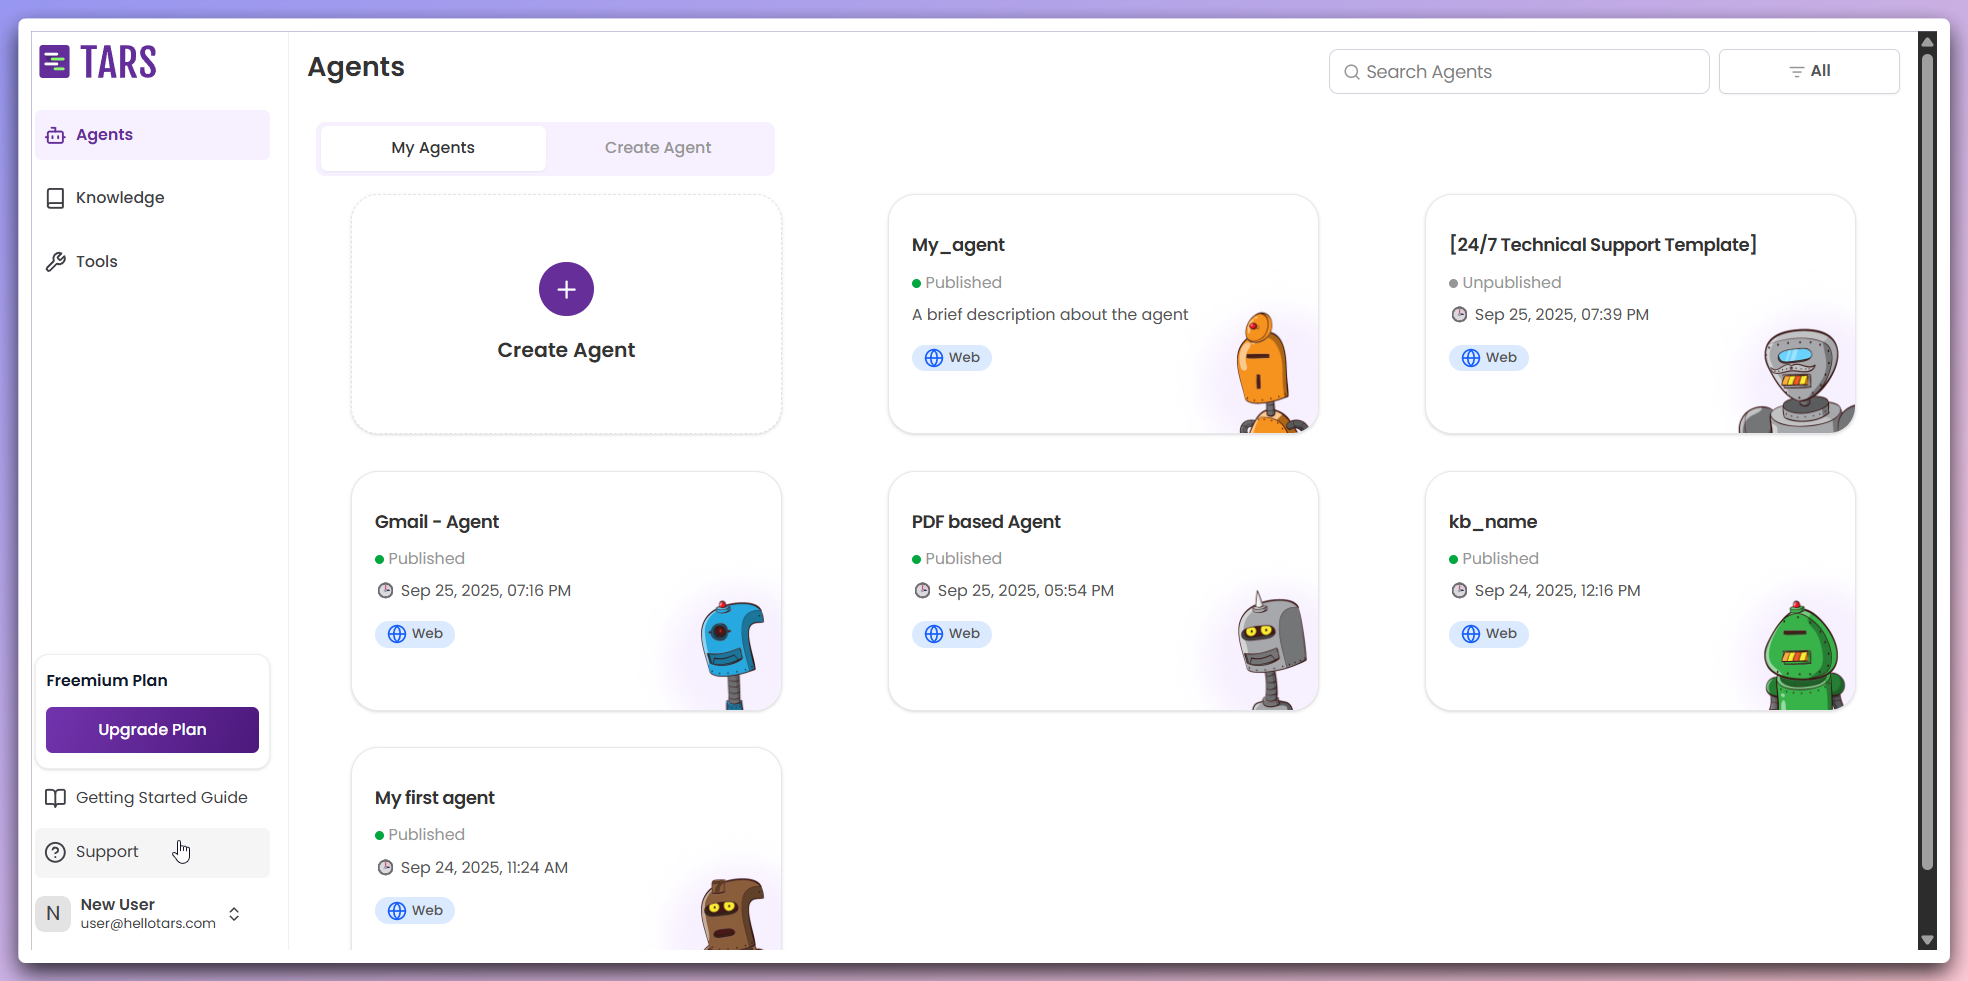 TARS
Agents
Knowledge
Tools
Freemium Plan
Upgrade Plan
Getting Started Guide
Support
N
New User
user@hellotars.com
Agents
Search Agents
All
My Agents
Create Agent
Create Agent
My_agent
Published
A brief description about the agent
Web
[24/7 Technical Support Template]
Unpublished
Sep 25, 2025, 07:39 PM
Web
Gmail - Agent
Published
Sep 25, 2025, 07:16 PM
Web
PDF based Agent
Published
Sep 25, 2025, 05:54 PM
Web
kb_name
Published
Sep 24, 2025, 12:16 PM
Web
My first agent
Published
Sep 24, 2025, 11:24 AM
Web